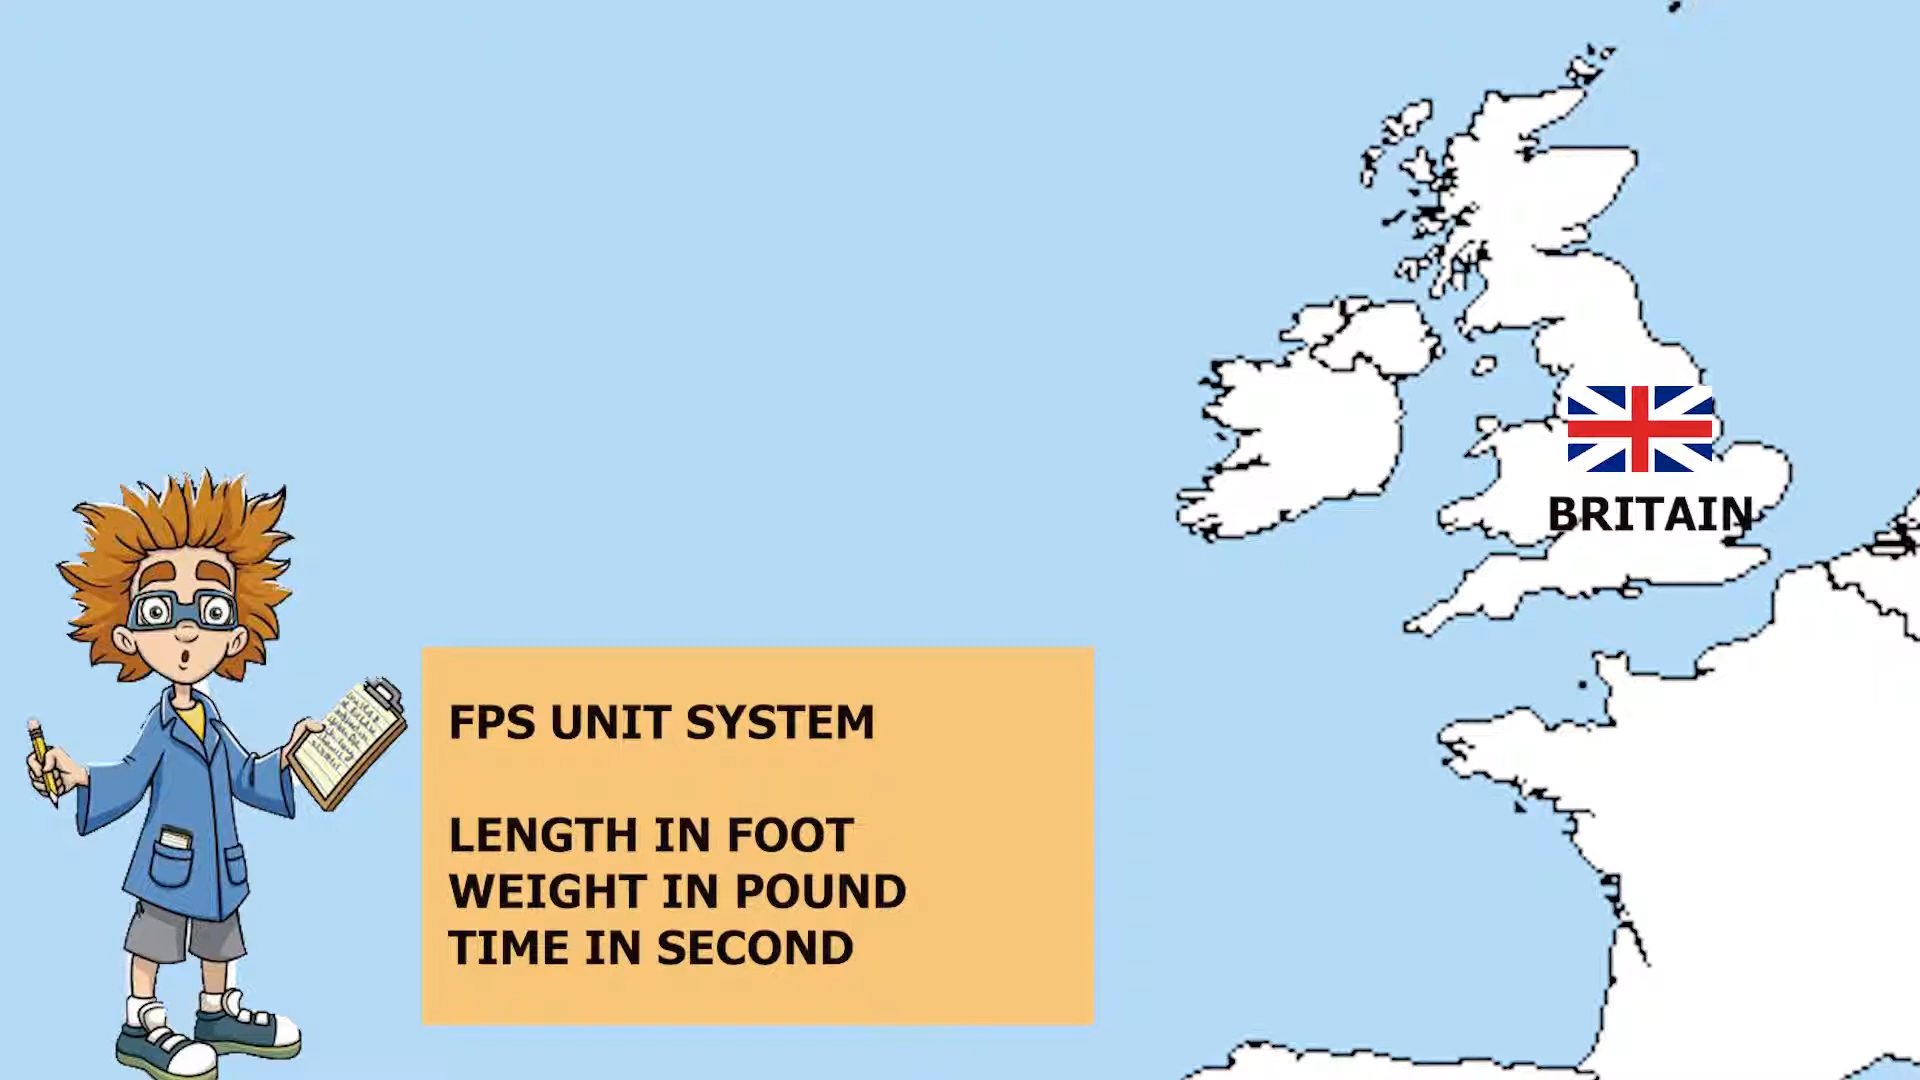 BRITAIN
FPS UNIT SYSTEM
LENGTH IN FOOT
WEIGHT IN POUND
TIME IN SECOND